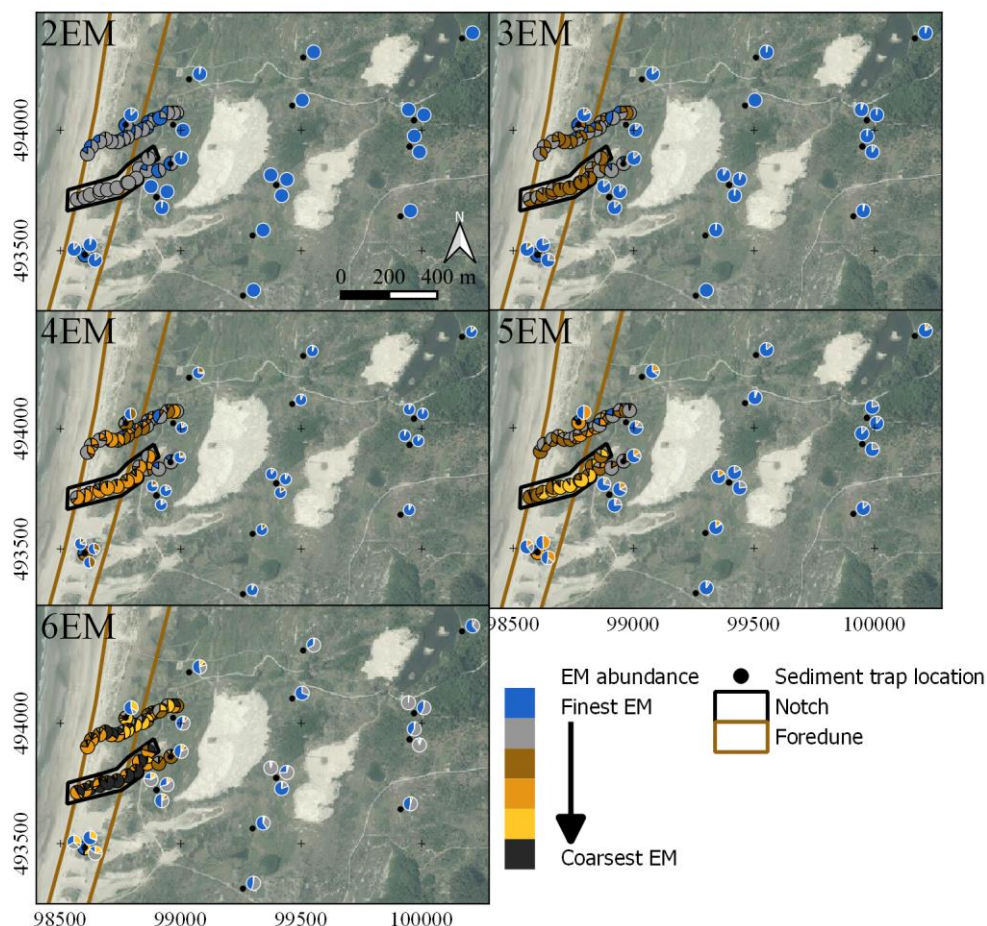 2EM
3EM
494000
493500
N
0 200 400 m
4EM
5EM
494000
493500
98500 99000 99500 100000
6EM
494000
493500
98500 99000 99500 100000
EM abundance
Finest EM
Coarsest EM
Sediment trap location
Notch
Foredune